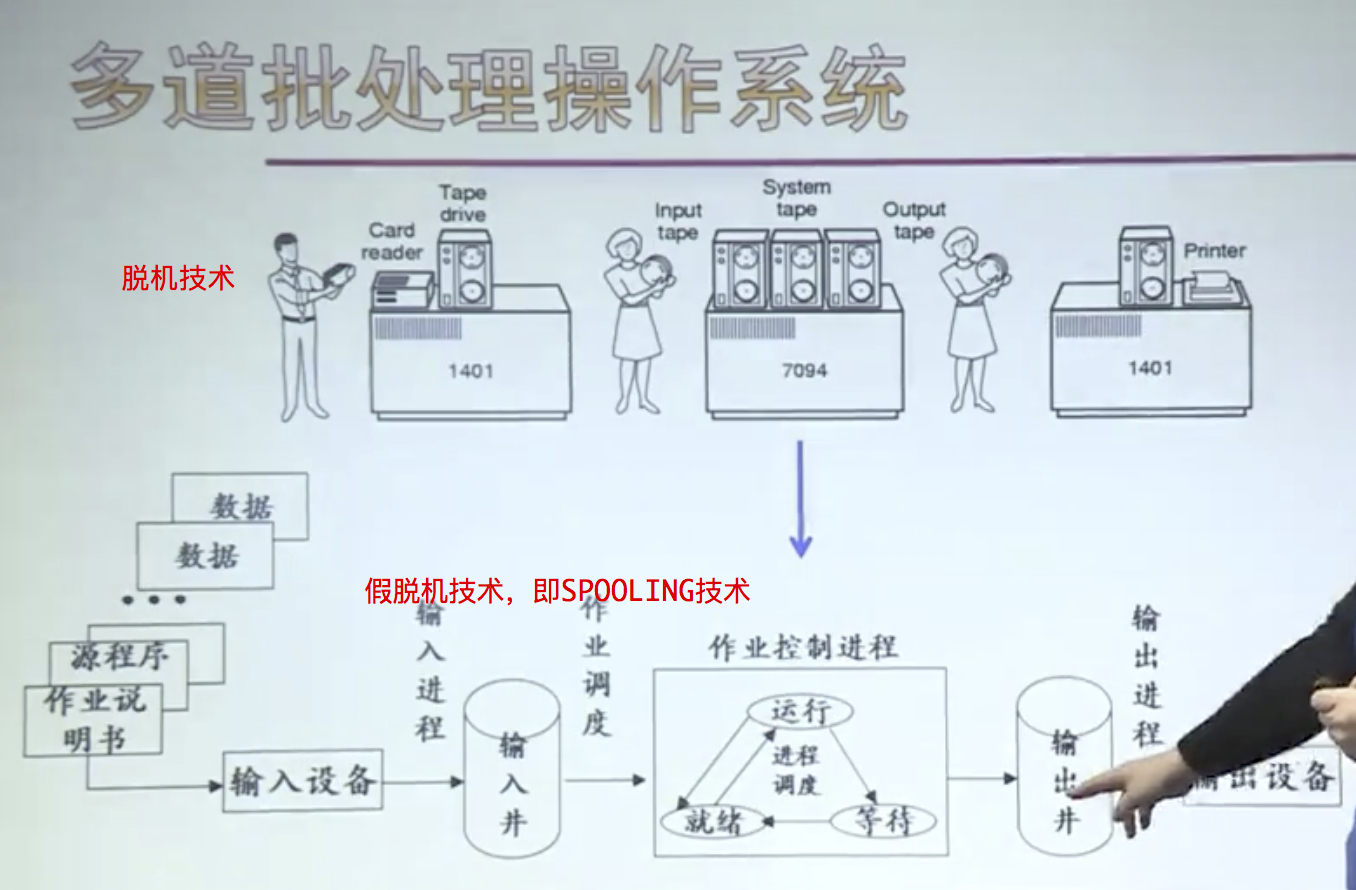 多道批处理操作系统
Tape
drive
Card
reader
Input
tape
System
tape
Output
tape
Printer
脱机技术
1401
7094
1401
数据
数据
假脱机技术，即SPOOLING技术
源程序
作业说
明书
输入进程
作业调度
作业控制进程
输出进程
运行
进程
调度
就绪
等待
输入设备
输入井
输出井
输出设备